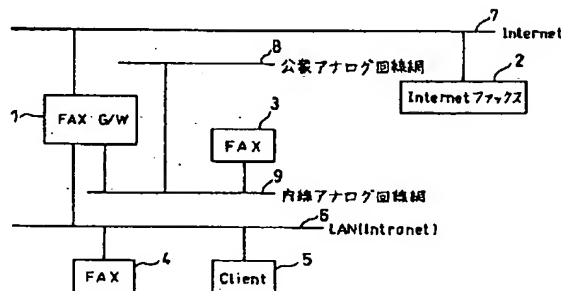 7
Internet
8
公衆アナログ回線網
2
Internetファックス
1
FAX G/W
3
FAX
9
内線アナログ回線網
6
LAN(Intranet)
FAX
4
Client
5